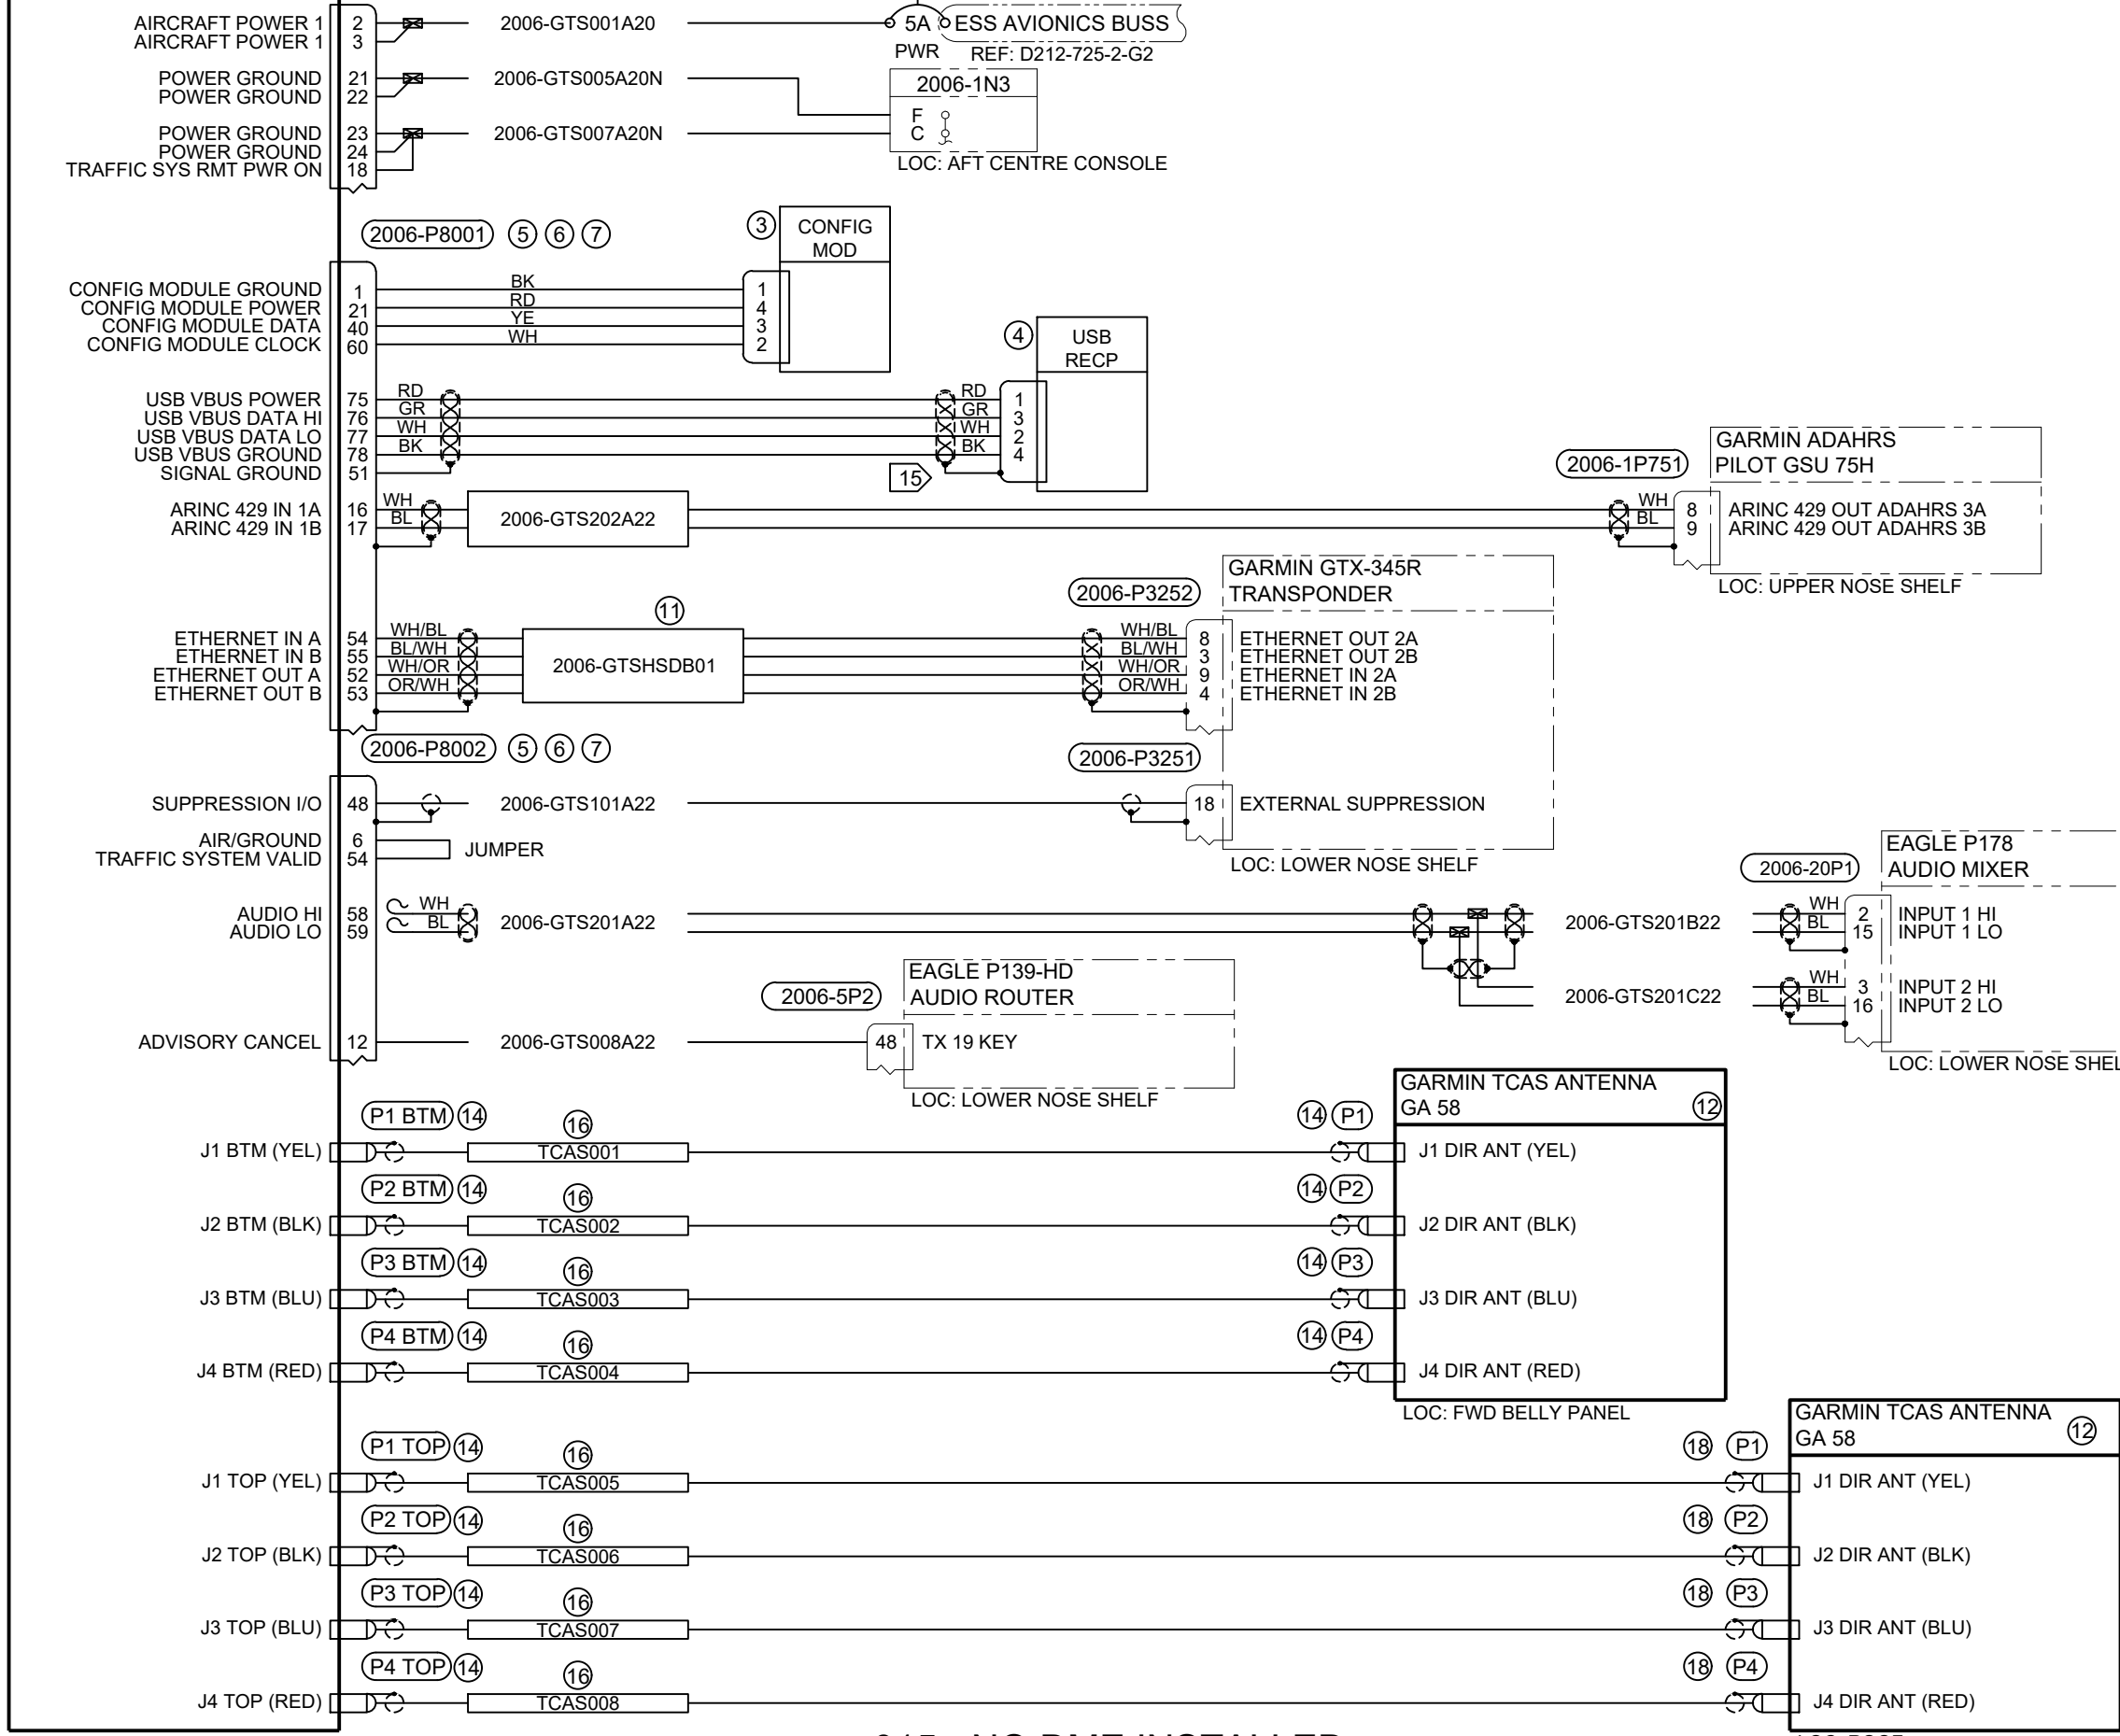 AIRCRAFT POWER 1 2 2006-GTS001A20 5A ESS AVIONICS BUSS
AIRCRAFT POWER 1 3
PWR REF: D212-725-2-G2
POWER GROUND 21 2006-GTS005A20N 2006-1N3
POWER GROUND 22
F
POWER GROUND 23 2006-GTS007A20N C
POWER GROUND 24
TRAFFIC SYS RMT PWR ON 18 LOC: AFT CENTRE CONSOLE
2006-P8001 5 6 7 3 CONFIG
MOD
CONFIG MODULE GROUND 1 BK 1
CONFIG MODULE POWER 21 RD 4
CONFIG MODULE DATA 40 YE 3
CONFIG MODULE CLOCK 60 WH 2
4 USB
RECP
USB VBUS POWER 75 RD RD 1
USB VBUS DATA HI 76 GR GR 3
USB VBUS DATA LO 77 WH WH 2
USB VBUS GROUND 78 BK BK 4
SIGNAL GROUND 51 15
GARMIN ADAHRS
2006-1P751 PILOT GSU 75H
ARINC 429 IN 1A 16 WH 2006-GTS202A22 WH 8 ARINC 429 OUT ADAHRS 3A
ARINC 429 IN 1B 17 BL BL 9 ARINC 429 OUT ADAHRS 3B
LOC: UPPER NOSE SHELF
GARMIN GTX-345R
11 2006-P3252 TRANSPONDER
ETHERNET IN A 54 WH/BL 2006-GTSHSDB01 WH/BL 8 ETHERNET OUT 2A
ETHERNET IN B 55 BL/WH BL/WH 3 ETHERNET OUT 2B
ETHERNET OUT A 52 WH/OR WH/OR 9 ETHERNET IN 2A
ETHERNET OUT B 53 OR/WH OR/WH 4 ETHERNET IN 2B
2006-P8002 5 6 7 2006-P3251
SUPPRESSION I/O 48 2006-GTS101A22 18 EXTERNAL SUPPRESSION
AIR/GROUND 6 JUMPER
TRAFFIC SYSTEM VALID 54
LOC: LOWER NOSE SHELF
EAGLE P178
2006-20P1 AUDIO MIXER
AUDIO HI 58 WH 2006-GTS201A22 2006-GTS201B22 WH 2 INPUT 1 HI
AUDIO LO 59 BL BL 15 INPUT 1 LO
EAGLE P139-HD
2006-5P2 AUDIO ROUTER
2006-GTS201C22 WH 3 INPUT 2 HI
BL 16 INPUT 2 LO
ADVISORY CANCEL 12 2006-GTS008A22 48 TX 19 KEY
LOC: LOWER NOSE SHEL
LOC: LOWER NOSE SHELF
GARMIN TCAS ANTENNA
GA 58 12
P1 BTM 14 16 14 P1
J1 BTM (YEL) TCAS001 J1 DIR ANT (YEL)
P2 BTM 14 16 14 P2
J2 BTM (BLK) TCAS002 J2 DIR ANT (BLK)
P3 BTM 14 16 14 P3
J3 BTM (BLU) TCAS003 J3 DIR ANT (BLU)
P4 BTM 14 16 14 P4
J4 BTM (RED) TCAS004 J4 DIR ANT (RED)
LOC: FWD BELLY PANEL
GARMIN TCAS ANTENNA
GA 58 12
P1 TOP 14 16 18 P1
J1 TOP (YEL) TCAS005 J1 DIR ANT (YEL)
P2 TOP 14 16 18 P2
J2 TOP (BLK) TCAS006 J2 DIR ANT (BLK)
P3 TOP 14 16 18 P3
J3 TOP (BLU) TCAS007 J3 DIR ANT (BLU)
P4 TOP 14 16 18 P4
J4 TOP (RED) TCAS008 J4 DIR ANT (RED)